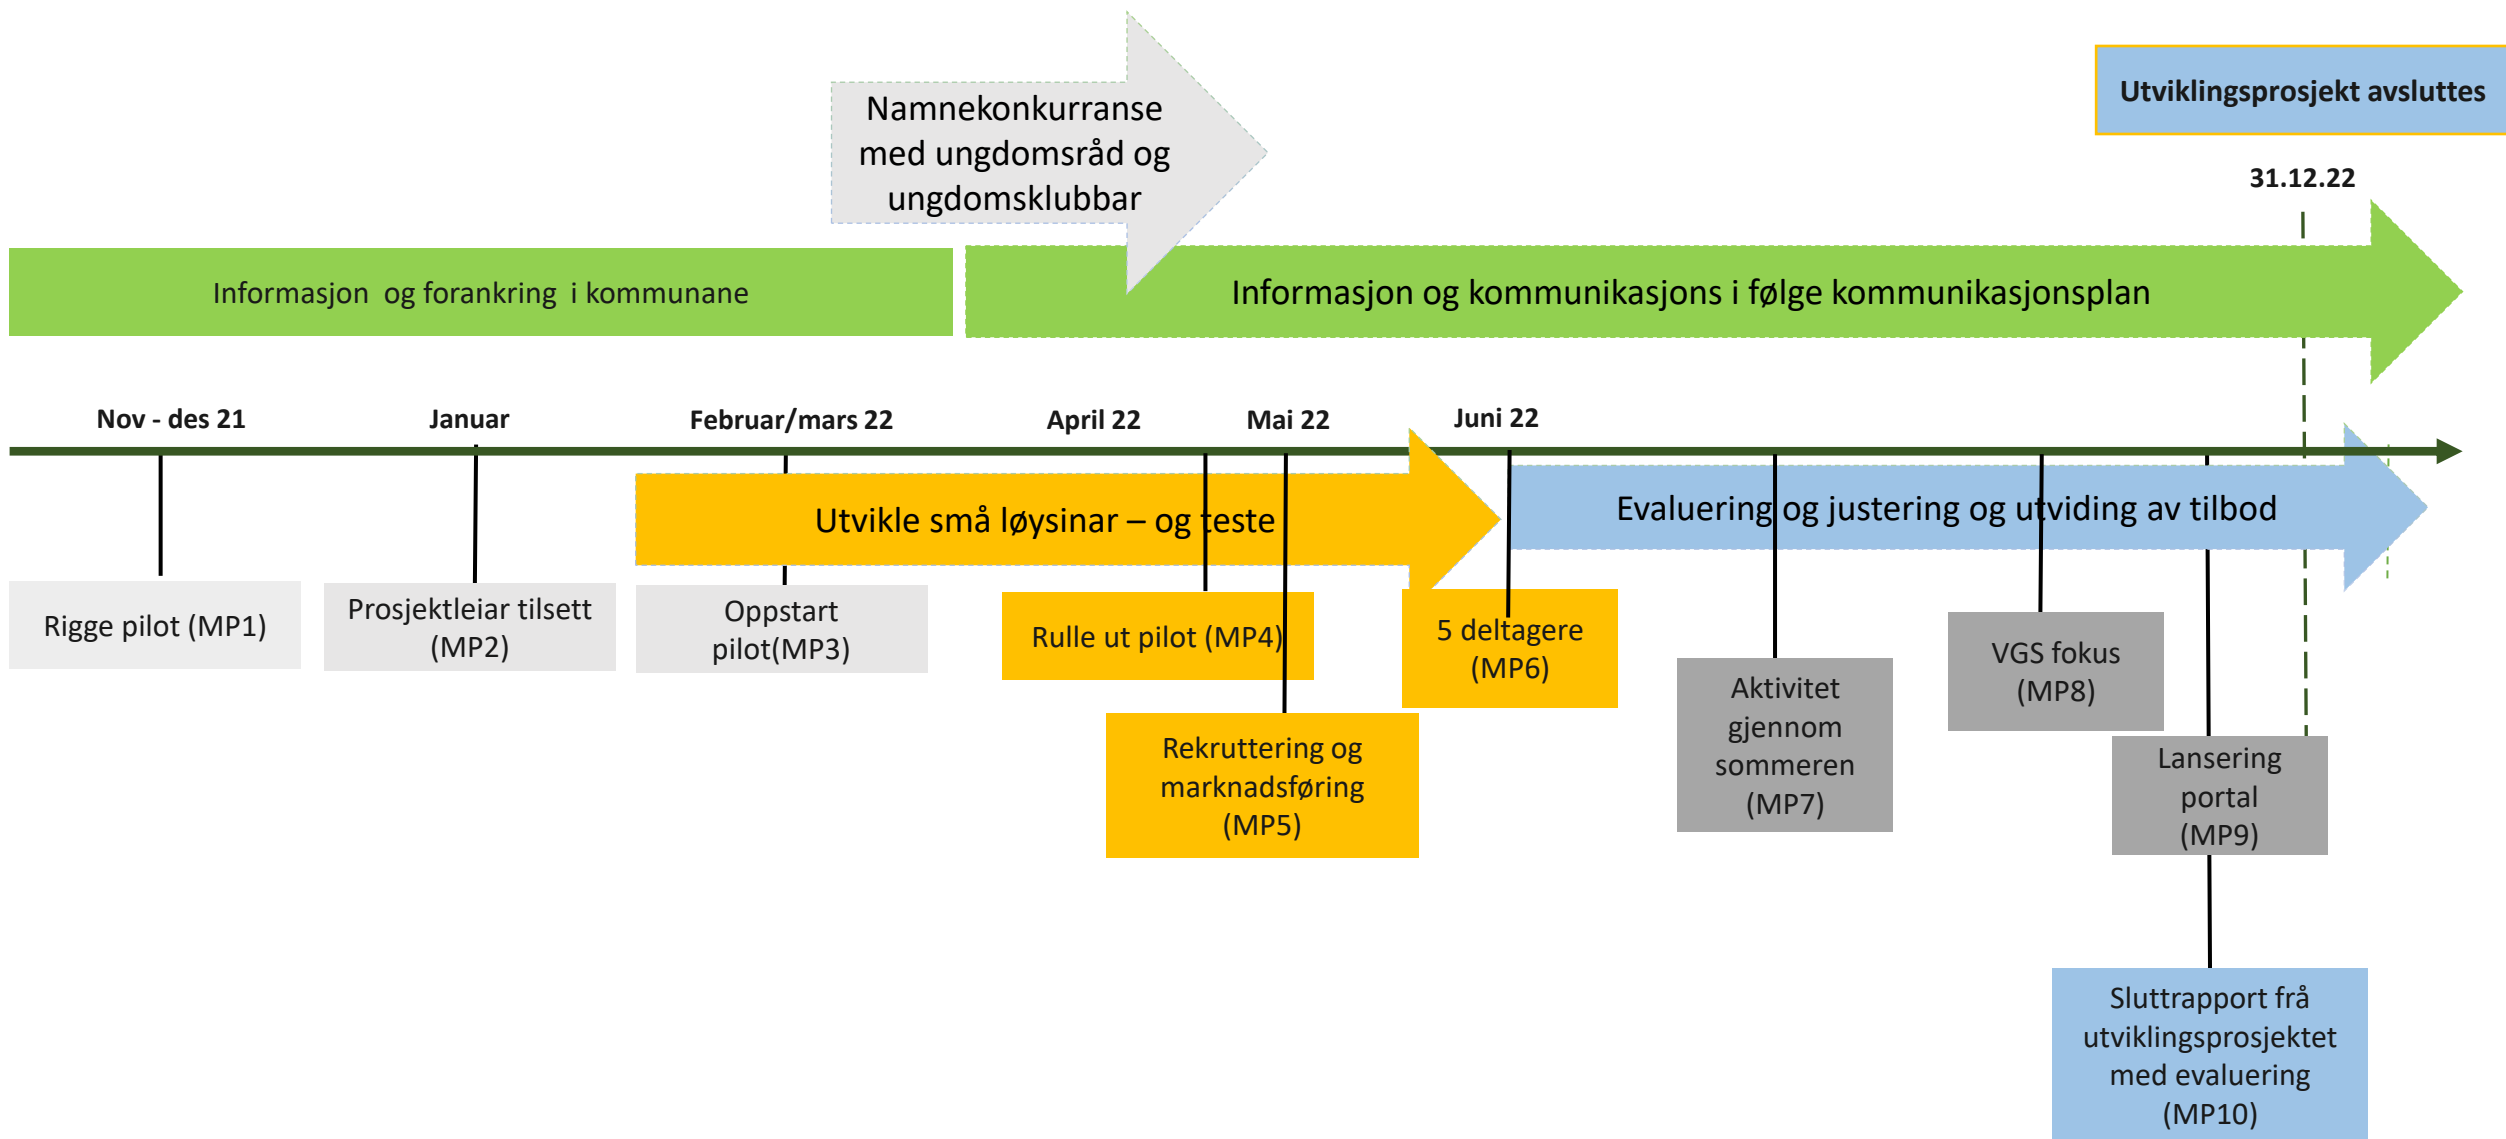 Utviklingsprosjekt avsluttes
Namnekonkurranse
med ungdomsråd og
ungdomsklubbar
31.12.22
Informasjon  og forankring  i kommunane
Informasjon og kommunikasjons i følge kommunikasjonsplan
Nov - des 21
Januar
Februar/mars 22
April 22
Mai 22
Juni 22
Utvikle små løysinar – og teste
Evaluering og justering og utviding av tilbod
Rigge pilot (MP1)
Prosjektleiar tilsett
(MP2)
Oppstart
pilot(MP3)
Rulle ut pilot (MP4)
Rekruttering og
marknadsføring
(MP5)
5 deltagere
(MP6)
Aktivitet
gjennom
sommeren
(MP7)
VGS fokus
(MP8)
Lansering
portal
(MP9)
Sluttrapport frå
utviklingsprosjektet
med evaluering
(MP10)